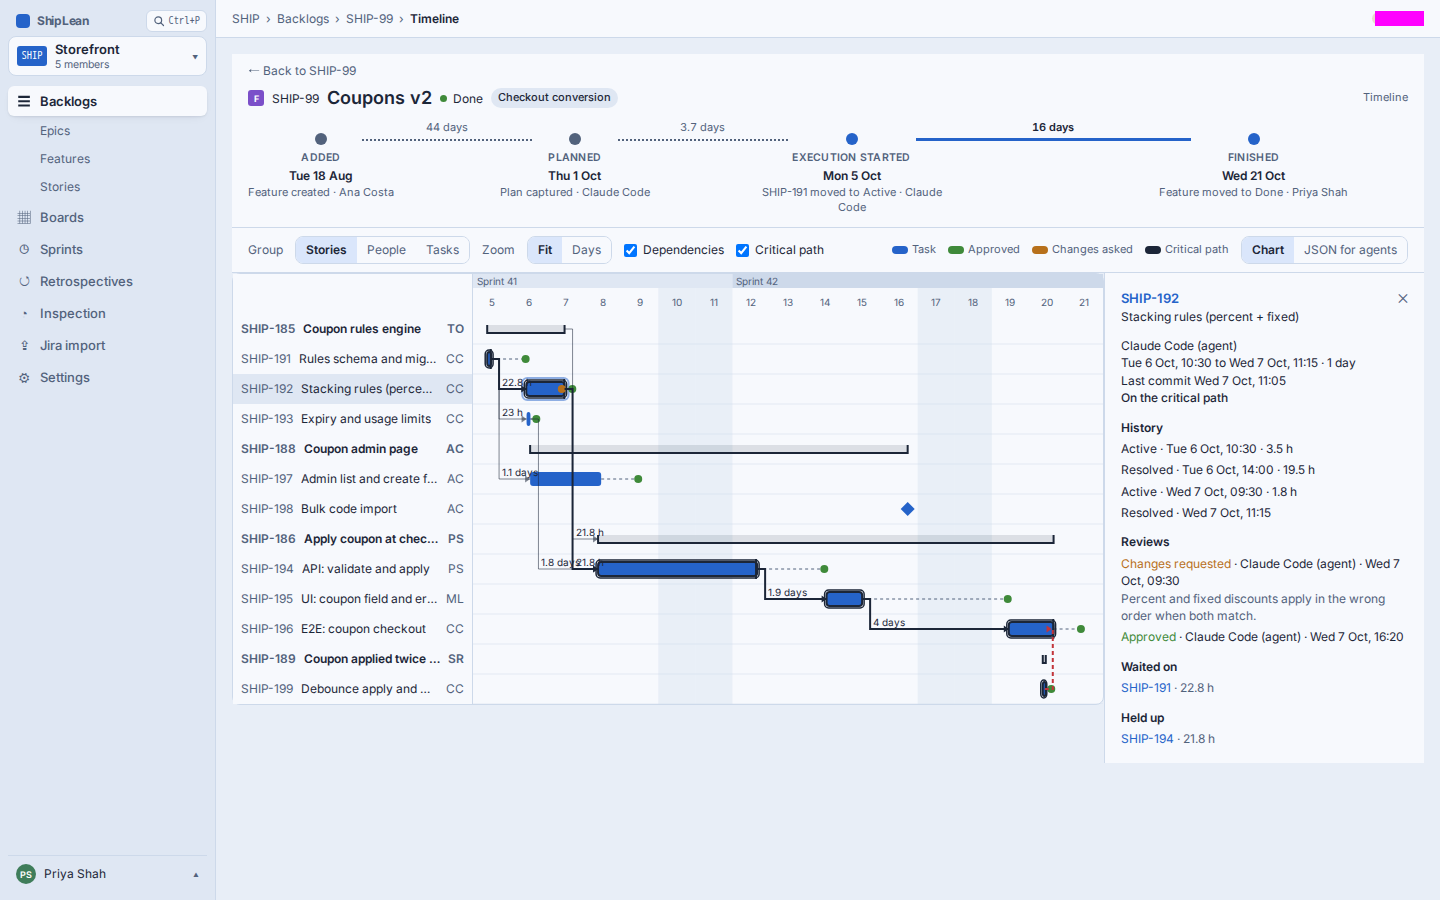 ShipLean
Ctrl+P
SHIP
Storefront
5 members
Backlogs
Epics
Features
Stories
Boards
Sprints
Retrospectives
Inspection
Jira import
Settings
PS Priya Shah
SHIP › Backlogs › SHIP-99 › Timeline
← Back to SHIP-99
F SHIP-99 Coupons v2 Done Checkout conversion
Timeline
44 days 3.7 days 16 days
ADDED PLANNED EXECUTION STARTED FINISHED
Tue 18 Aug Thu 1 Oct Mon 5 Oct Wed 21 Oct
Feature created · Ana Costa Plan captured · Claude Code SHIP-191 moved to Active · Claude Feature moved to Done · Priya Shah
Code
Group Stories People Tasks Zoom Fit Days Dependencies Critical path Task Approved Changes asked Critical path Chart JSON for agents
Sprint 41 Sprint 42
5 6 7 8 9 10 11 12 13 14 15 16 17 18 19 20 21
SHIP-185 Coupon rules engine TO
SHIP-191 Rules schema and mig... CC
SHIP-192 Stacking rules (perce... CC 22.8
SHIP-193 Expiry and usage limits CC 23 h
SHIP-188 Coupon admin page AC
SHIP-197 Admin list and create f... AC 1.1 days
SHIP-198 Bulk code import AC
SHIP-186 Apply coupon at chec... PS 21.8 h
SHIP-194 API: validate and apply PS 1.8 days 21.8 h
SHIP-195 UI: coupon field and er... ML 1.9 days
SHIP-196 E2E: coupon checkout CC 4 days
SHIP-189 Coupon applied twice ... SR
SHIP-199 Debounce apply and ... CC
SHIP-192
Stacking rules (percent + fixed)
Claude Code (agent)
Tue 6 Oct, 10:30 to Wed 7 Oct, 11:15 · 1 day
Last commit Wed 7 Oct, 11:05
On the critical path
History
Active · Tue 6 Oct, 10:30 · 3.5 h
Resolved · Tue 6 Oct, 14:00 · 19.5 h
Active · Wed 7 Oct, 09:30 · 1.8 h
Resolved · Wed 7 Oct, 11:15
Reviews
Changes requested · Claude Code (agent) · Wed 7
Oct, 09:30
Percent and fixed discounts apply in the wrong
order when both match.
Approved · Claude Code (agent) · Wed 7 Oct, 16:20
Waited on
SHIP-191 · 22.8 h
Held up
SHIP-194 · 21.8 h